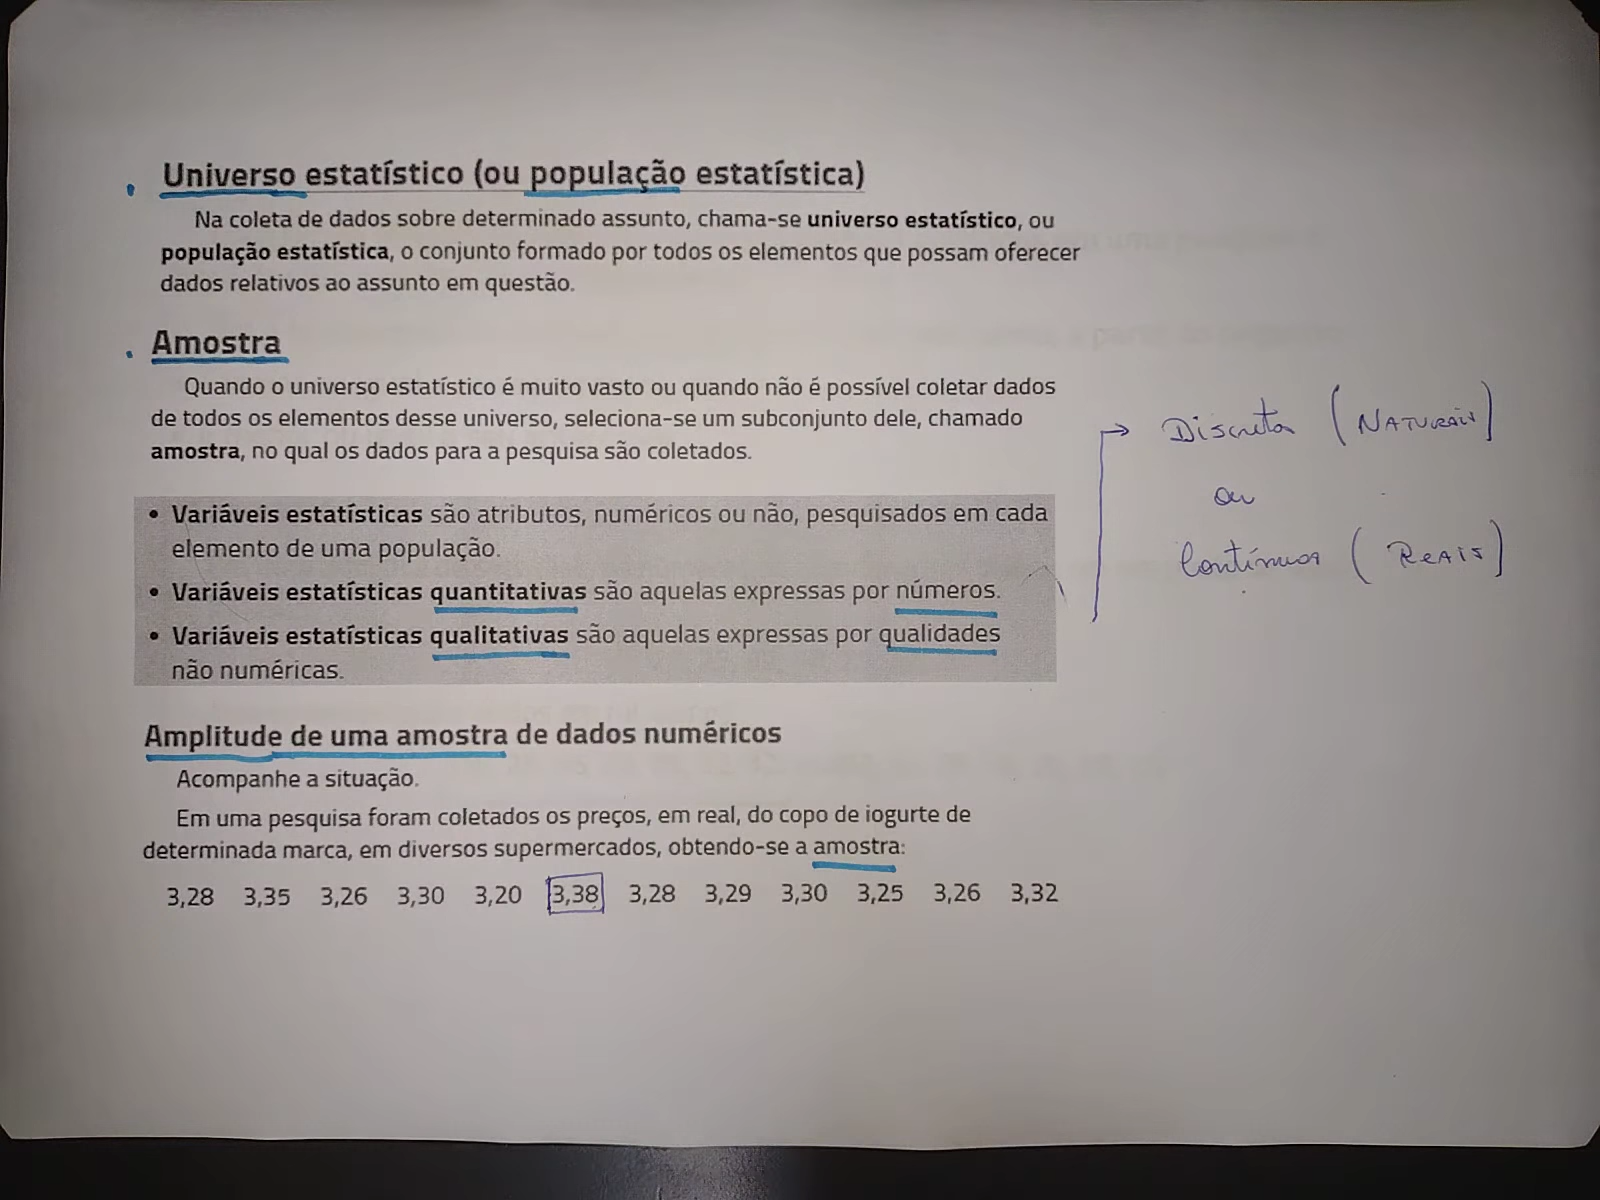 Universo estatístico (ou população estatística)
Na coleta de dados sobre determinado assunto, chama-se universo estatístico, ou
população estatística, o conjunto formado por todos os elementos que possam oferecer
dados relativos ao assunto em questão.
Amostra
Quando o universo estatístico é muito vasto ou quando não é possível coletar dados
de todos os elementos desse universo, seleciona-se um subconjunto dele, chamado
amostra, no qual os dados para a pesquisa são coletados.
Discreta (NATURAIS)
ou
Contínuas (REAIS)
• Variáveis estatísticas são atributos, numéricos ou não, pesquisados em cada
elemento de uma população.
• Variáveis estatísticas quantitativas são aquelas expressas por números.
• Variáveis estatísticas qualitativas são aquelas expressas por qualidades
não numéricas.
Amplitude de uma amostra de dados numéricos
Acompanhe a situação.
Em uma pesquisa foram coletados os preços, em real, do copo de iogurte de
determinada marca, em diversos supermercados, obtendo-se a amostra:
3,28 3,35 3,26 3,30 3,20 3,38 3,28 3,29 3,30 3,25 3,26 3,32